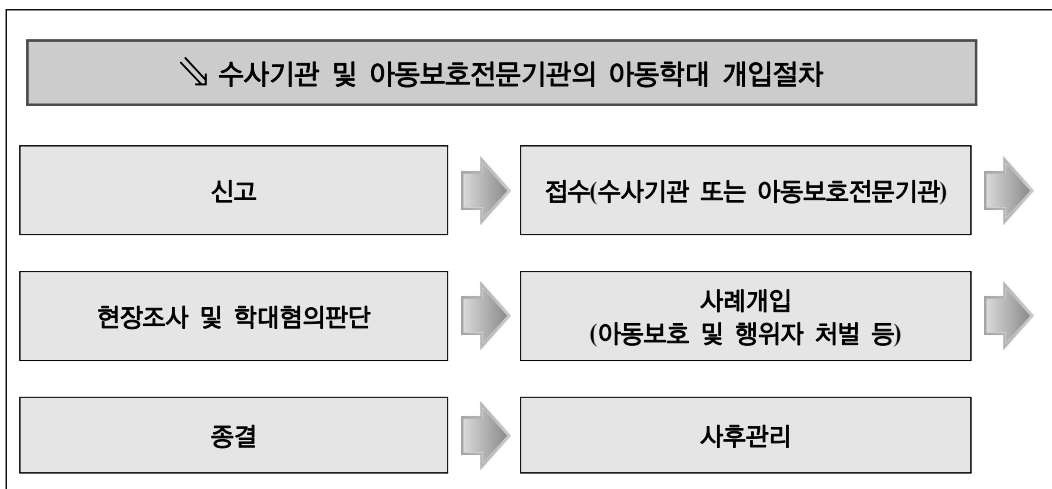 수사기관 및 아동보호전문기관의 아동학대 개입절차
신고
접수(수사기관 또는 아동보호전문기관)
현장조사 및 학대혐의판단
사례개입
(아동보호 및 행위자 처벌 등)
종결
사후관리